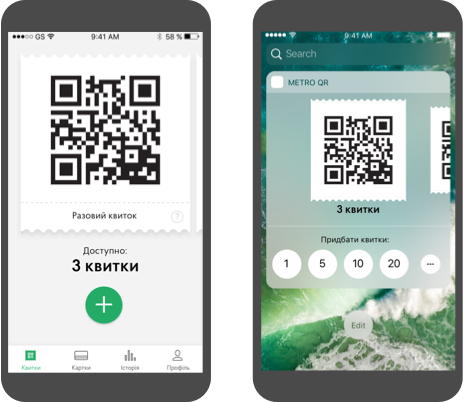 GS
9:41 AM
58 %
Разовий квиток
?
Доступно:
3 квитки
+
Квитки
Картки
Історія
Профіль
9:41 AM
Search
METRO QR
3 квитки
Придбати квитки:
1
5
10
20
...
Edit